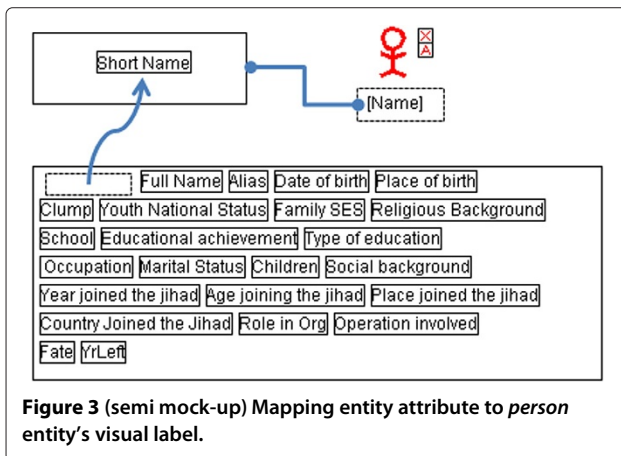 Short Name
X
A
[Name]
Full Name Alias Date of birth Place of birth
Clump Youth National Status Family SES Religious Background
School Educational achievement Type of education
Occupation Marital Status Children Social background
Year joined the jihad Age joining the jihad Place joined the jihad
Country Joined the Jihad Role in Org Operation involved
Fate YrLeft
Figure 3 (semi mock-up) Mapping entity attribute to person
entity's visual label.